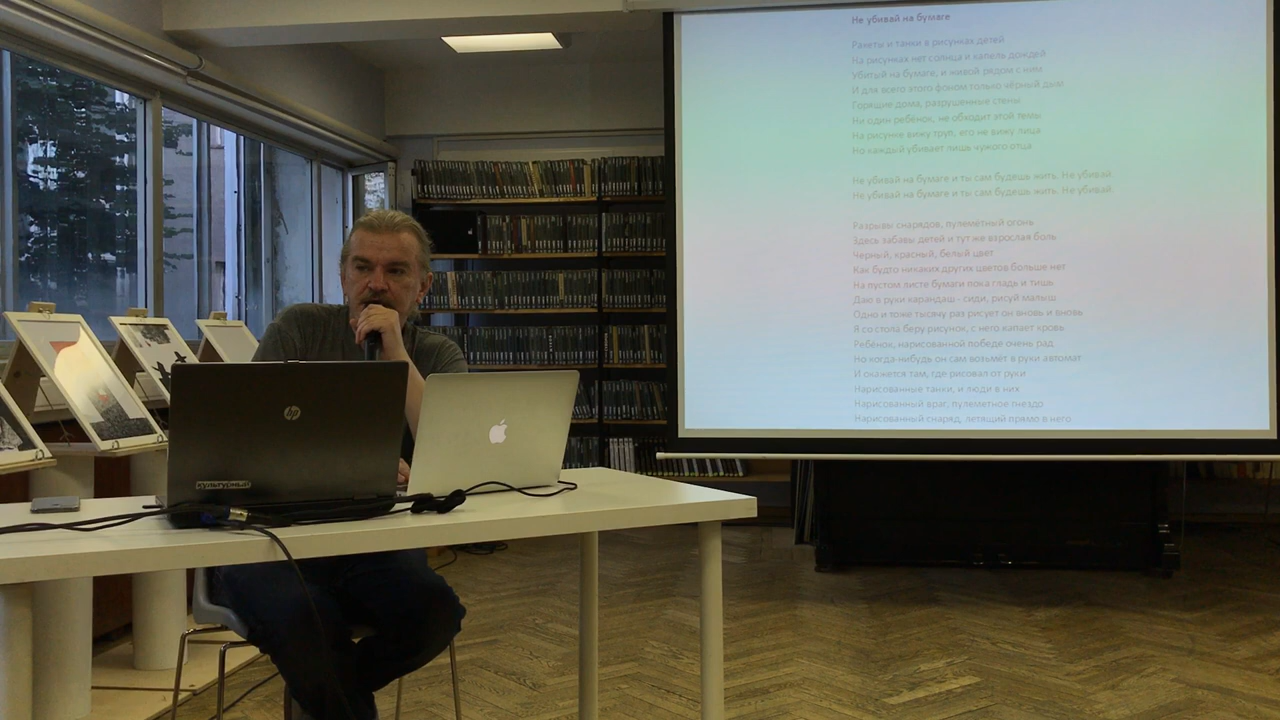 Не убивай на бумаге
Ракеты и танки в рисунках детей
На рисунках нет солнца и капель дождей
Убитый на бумаге, и живой рядом с ним
И для всего этого фоном только чёрный дым
Горящие дома, разрушенные стены
Ни один ребёнок, не обходит этой темы
На рисунке вижу труп, его не вижу лица
Но каждый убивает лишь чужого отца
Не убивай на бумаге и ты сам будешь жить. Не убивай.
Не убивай на бумаге и ты сам будешь жить. Не убивай.
Разрывы снарядов, пулемётный огонь
Здесь забавы детей и тут же взрослая боль
Черный, красный, белый цвет
Как будто никаких других цветов больше нет
На пустом листе бумаги пока гладь и тишь
Даю в руки карандаш - сиди, рисуй малыш
Одно и тоже тысячу раз рисует он вновь и вновь
Я со стола беру рисунок, с него капает кровь
Ребёнок, нарисованной победе очень рад
Но когда-нибудь он сам возьмёт в руки автомат
И окажется там, где рисовал от руки
Нарисованные танки, и люди в них
Нарисованный враг, пулеметное гнездо
Нарисованный снаряд, летящий прямо в него
hp
культурный